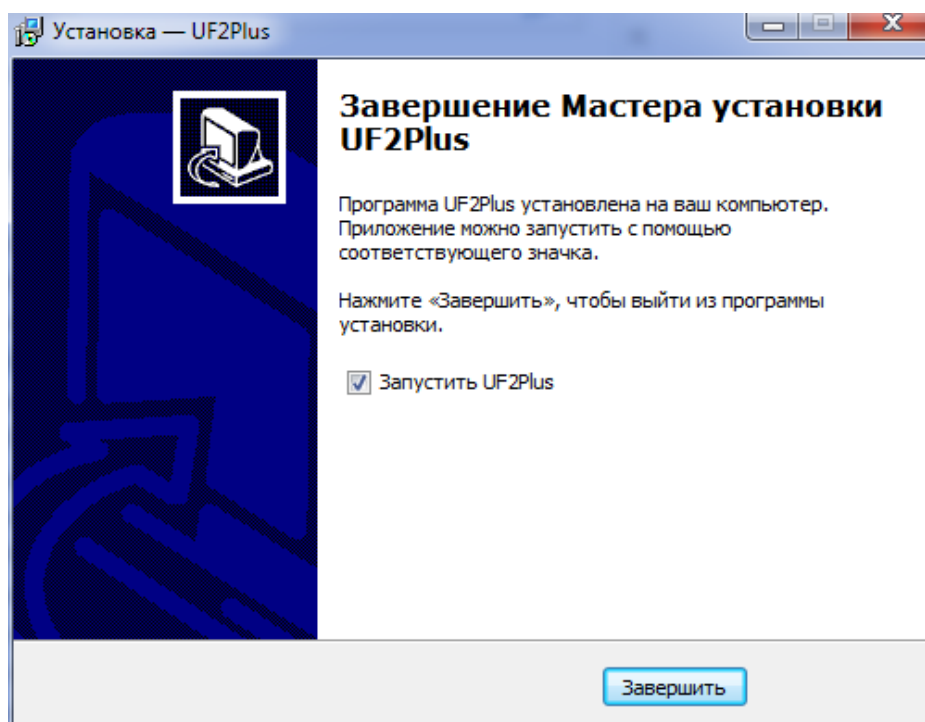 Установка — UF2Plus
Завершение Мастера установки
UF2Plus
Программа UF2Plus установлена на ваш компьютер.
Приложение можно запустить с помощью
соответствующего значка.
Нажмите «Завершить», чтобы выйти из программы
установки.
Запустить UF2Plus
Завершить